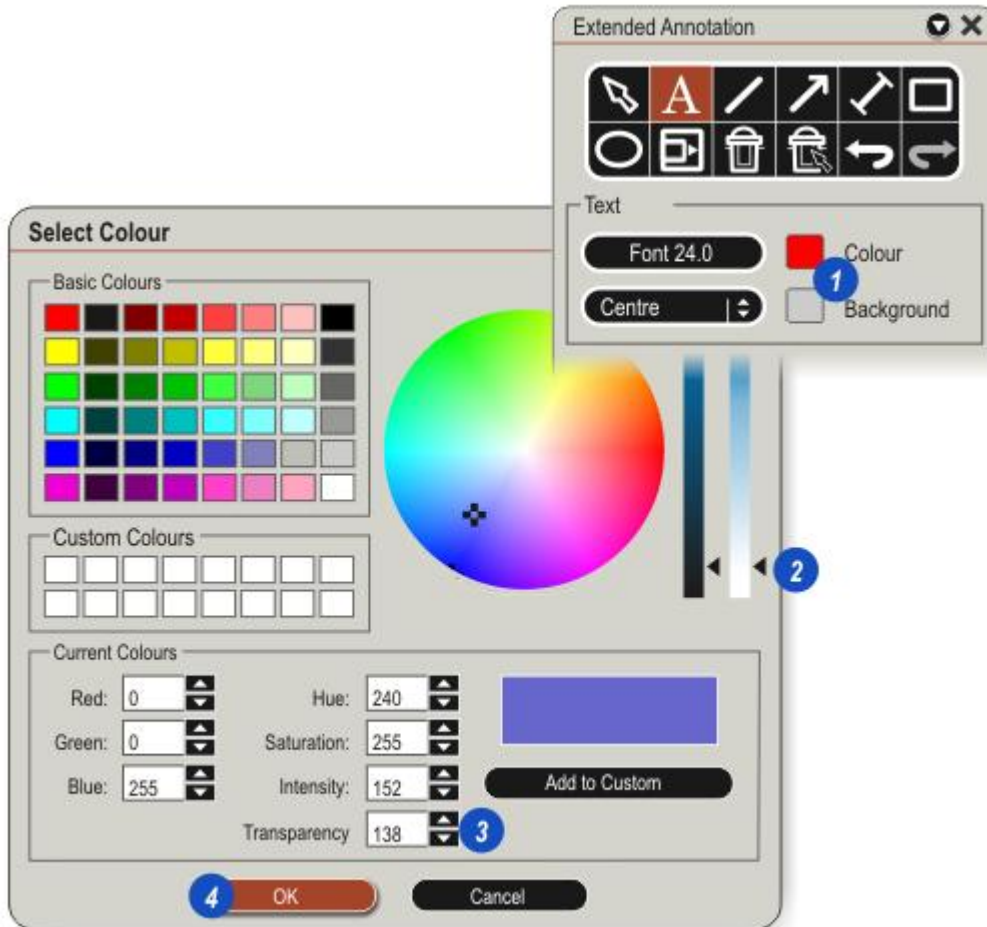 Extended Annotation
A
Text
Font 24.0
Colour
1
Centre
Background
Select Colour
Basic Colours
Custom Colours
2
Current Colours
Red: 0
Hue: 240
Green: 0
Saturation: 255
Blue: 255
Intensity: 152
Add to Custom
Transparency 138
3
4
OK
Cancel